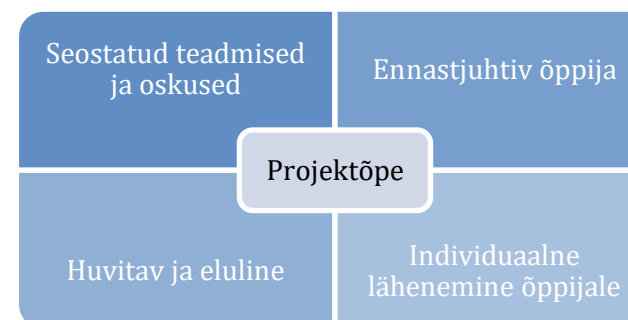 Seostatud teadmised
ja oskused
Ennastjuhtiv õppija
Projektõpe
Huvitav ja eluline
Individuaalne
lähenemine õppijale